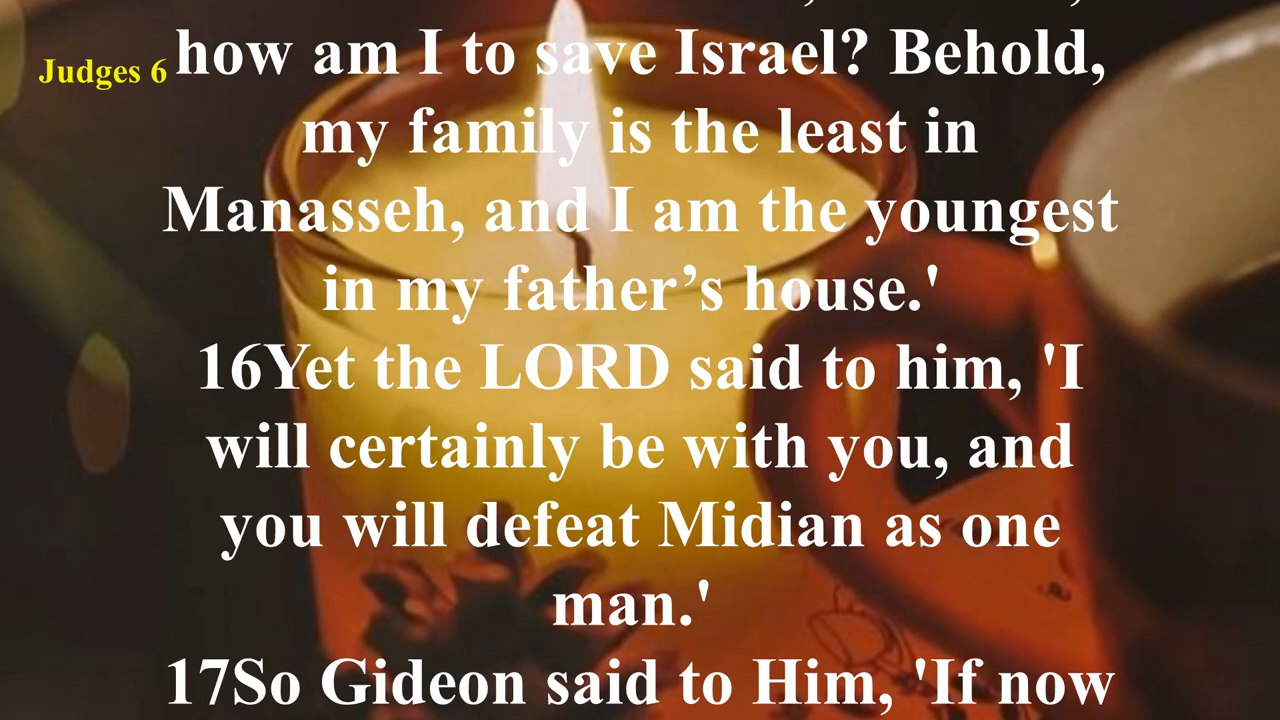 Judges 6
how am I to save Israel? Behold,
my family is the least in
Manasseh, and I am the youngest
in my father’s house.'
16Yet the LORD said to him, 'I
will certainly be with you, and
you will defeat Midian as one
man.'
17So Gideon said to Him, 'If now